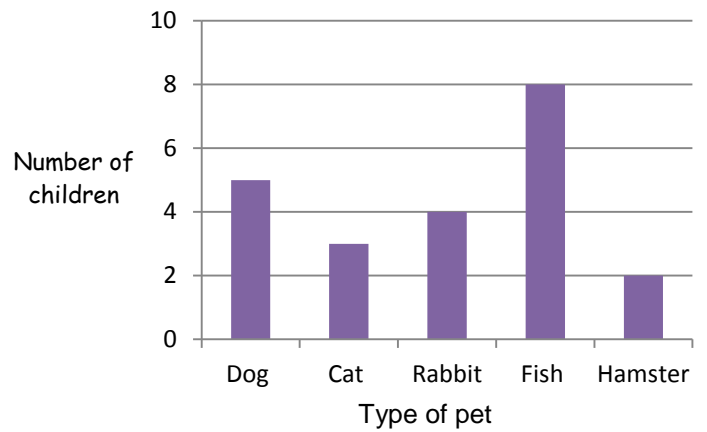 10
8
6
4
2
0
Number of
children
Dog Cat Rabbit Fish Hamster
Type of pet